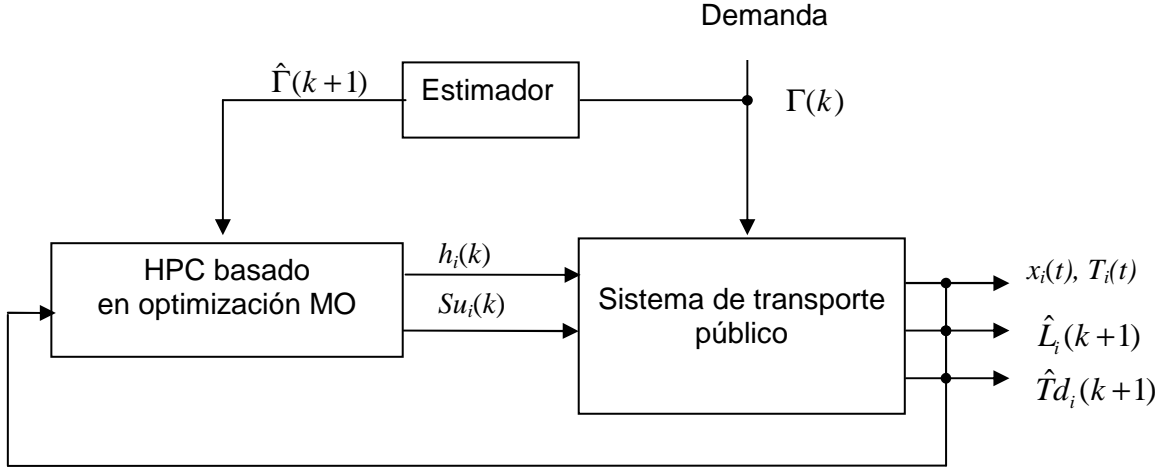 Demanda
Γ̂(k+1)
Estimador
Γ(k)
HPC basado
en optimización MO
h_i(k)
Su_i(k)
Sistema de transporte
público
x_i(t), T_i(t)
L̂_i(k+1)
T̂d_i(k+1)